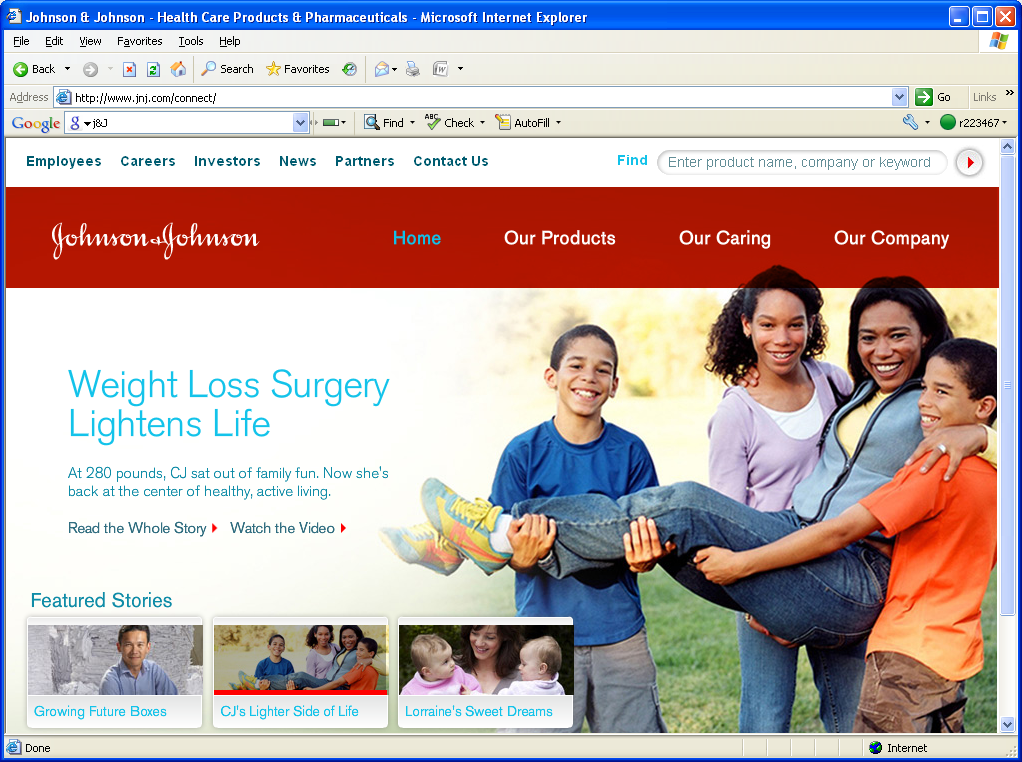 Johnson & Johnson - Health Care Products & Pharmaceuticals - Microsoft Internet Explorer
File Edit View Favorites Tools Help
Back Search Favorites
Address http://www.jnj.com/connect/ Go Links »
Google g j&J Find ABC Check AutoFill r223467
Employees Careers Investors News Partners Contact Us Find Enter product name, company or keyword
Johnson & Johnson Home Our Products Our Caring Our Company
Weight Loss Surgery
Lightens Life
At 280 pounds, CJ sat out of family fun. Now she's
back at the center of healthy, active living.
Read the Whole Story Watch the Video
Featured Stories
Growing Future Boxes CJ's Lighter Side of Life Lorraine's Sweet Dreams
Done Internet